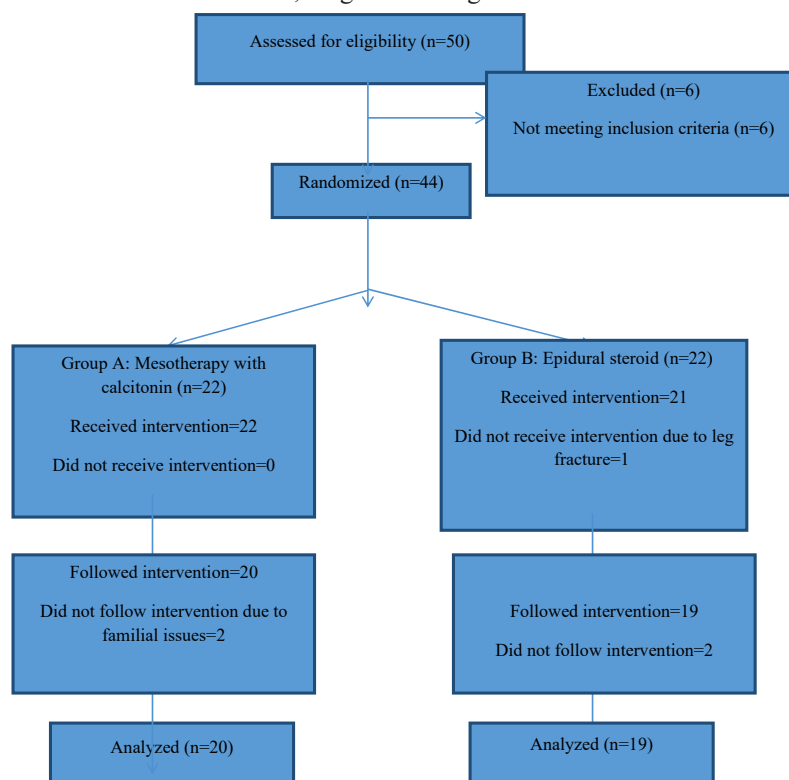 Assessed for eligibility (n=50)
Excluded (n=6)
Not meeting inclusion criteria (n=6)
Randomized (n=44)
Group A: Mesotherapy with
calcitonin (n=22)
Received intervention=22
Did not receive intervention=0
Group B: Epidural steroid (n=22)
Received intervention=21
Did not receive intervention due to leg
fracture=1
Followed intervention=20
Did not follow intervention due to
familial issues=2
Followed intervention=19
Did not follow intervention=2
Analyzed (n=20)
Analyzed (n=19)